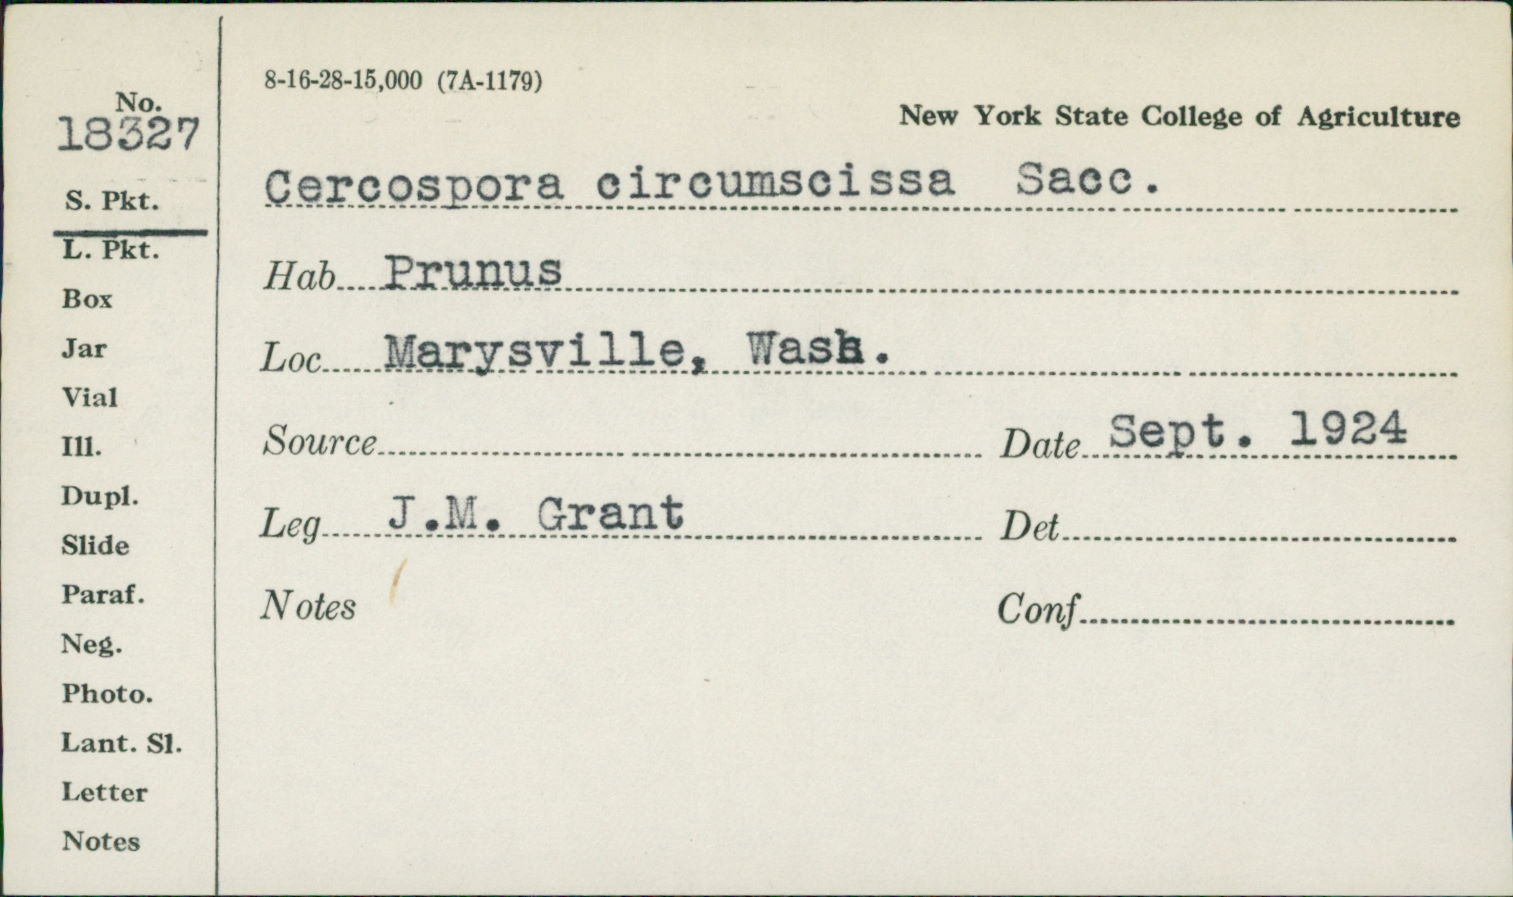 8-16-28-15,000 (7A-1179)
New York State College of Agriculture
No.
18327
S. Pkt.
L. Pkt.
Box
Jar
Vial
Ill.
Dupl.
Slide
Paraf.
Neg.
Photo.
Lant. Sl.
Letter
Notes
Cercospora circumscissa Sacc.
Hab Prunus
Loc Marysville, Wash.
Source Date Sept. 1924
Leg J.M. Grant Det
Notes Conf